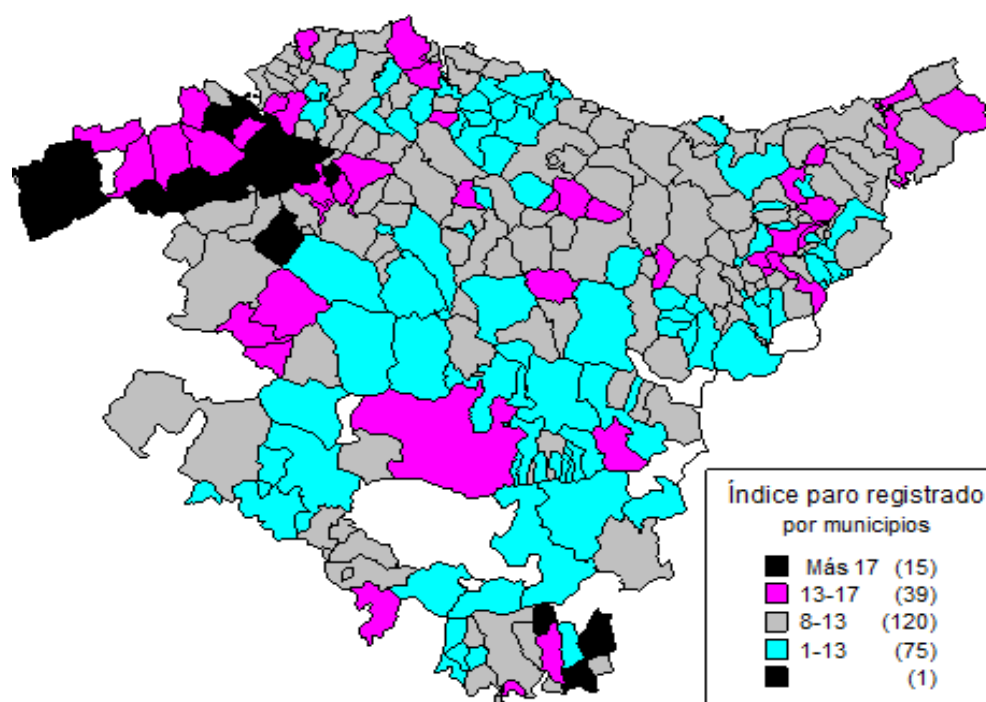 Índice paro registrado
por municipios
Más 17 (15)
13-17 (39)
8-13 (120)
1-13 (75)
(1)